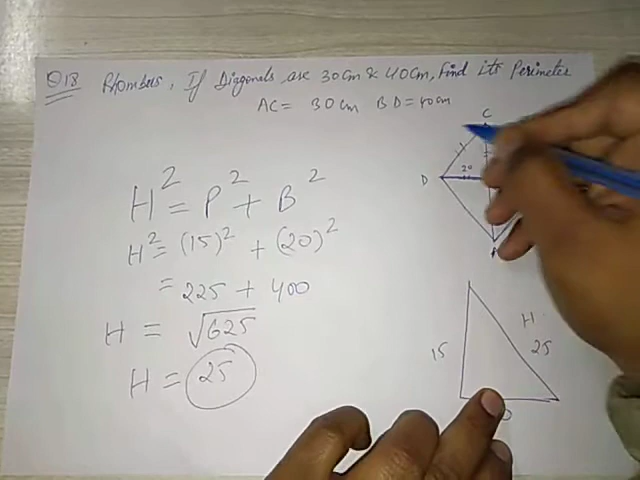 Q18 Rhombus, If Diagonals are 30cm & 40cm, find its Perimeter
AC = 30cm BD = 40cm
C
D
20
H² = P² + B²
H² = (15)² + (20)²
= 225 + 400
H = √625
H = 25
H
15
25